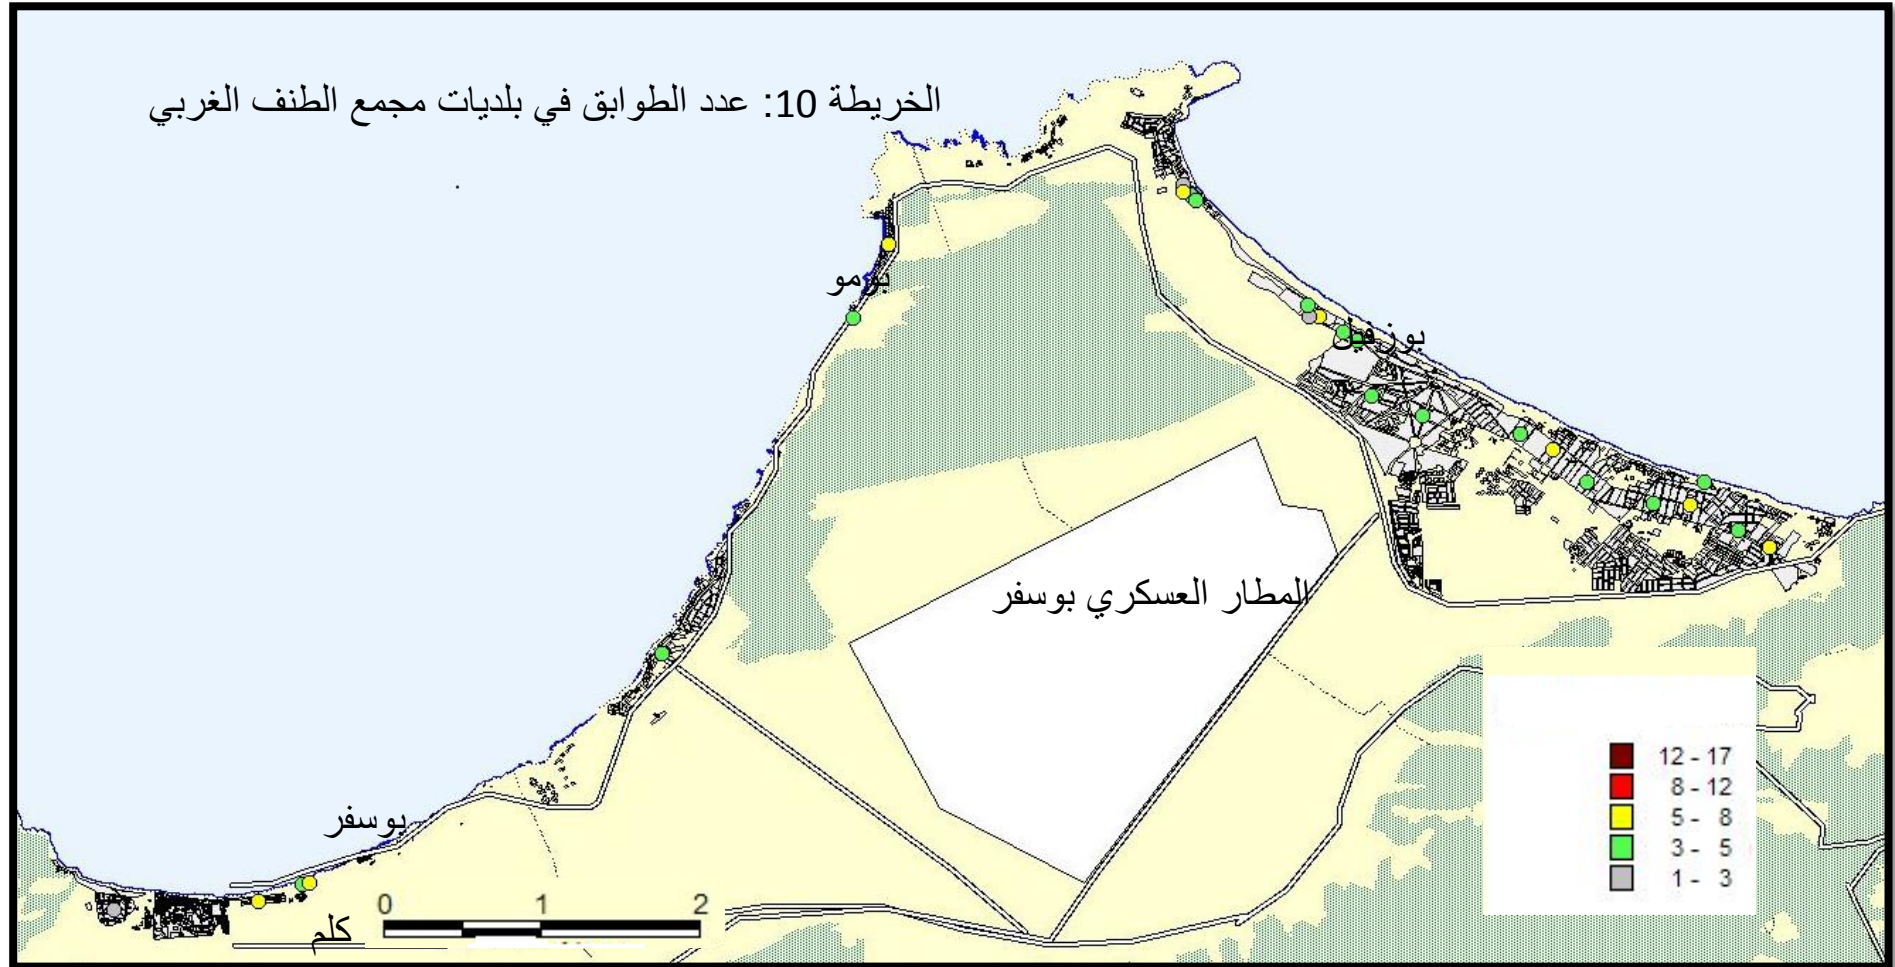 الخريطة 10: عدد الطوابق في بلديات مجمع الطنف الغربي
بومو
المطار العسكري بوسفر
بوسفر
كلم
0 1 2
12 - 17
8 - 12
5 - 8
3 - 5
1 - 3